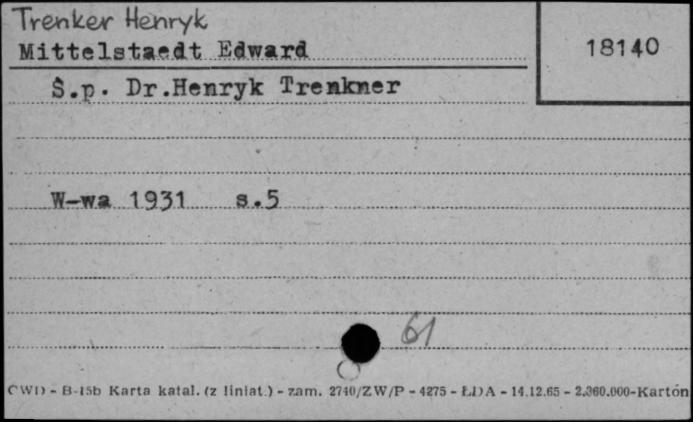 Trenker Henryk
Mittelstaedt Edward
18140
Ś.p. Dr.Henryk Trenkner
W-wa 1931 s.5
61
CWD - B-15b Karta katal. (z liniat.) - zam. 2740/ZW/P - 4275 - ŁDA - 14.12.65 - 2.360.000-Karton